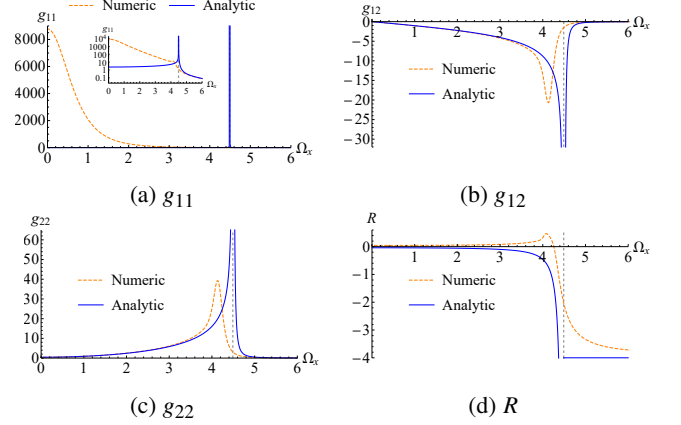 Numeric Analytic
g11
8000
6000
4000
2000
0
0 1 2 3 4 5 6
Ωx
g11
10⁴
1000
100
10
1
0.1
0 1 2 3 4 5 6
Ωx
(a) g11
g12
0
-5
-10
-15
-20
-25
-30
1 2 3 4 5 6
Ωx
Numeric
Analytic
(b) g12
g22
60
50
40
30
20
10
0
0 1 2 3 4 5 6
Ωx
Numeric
Analytic
(c) g22
R
0
-1
-2
-3
-4
1 2 3 4 5 6
Ωx
Numeric
Analytic
(d) R